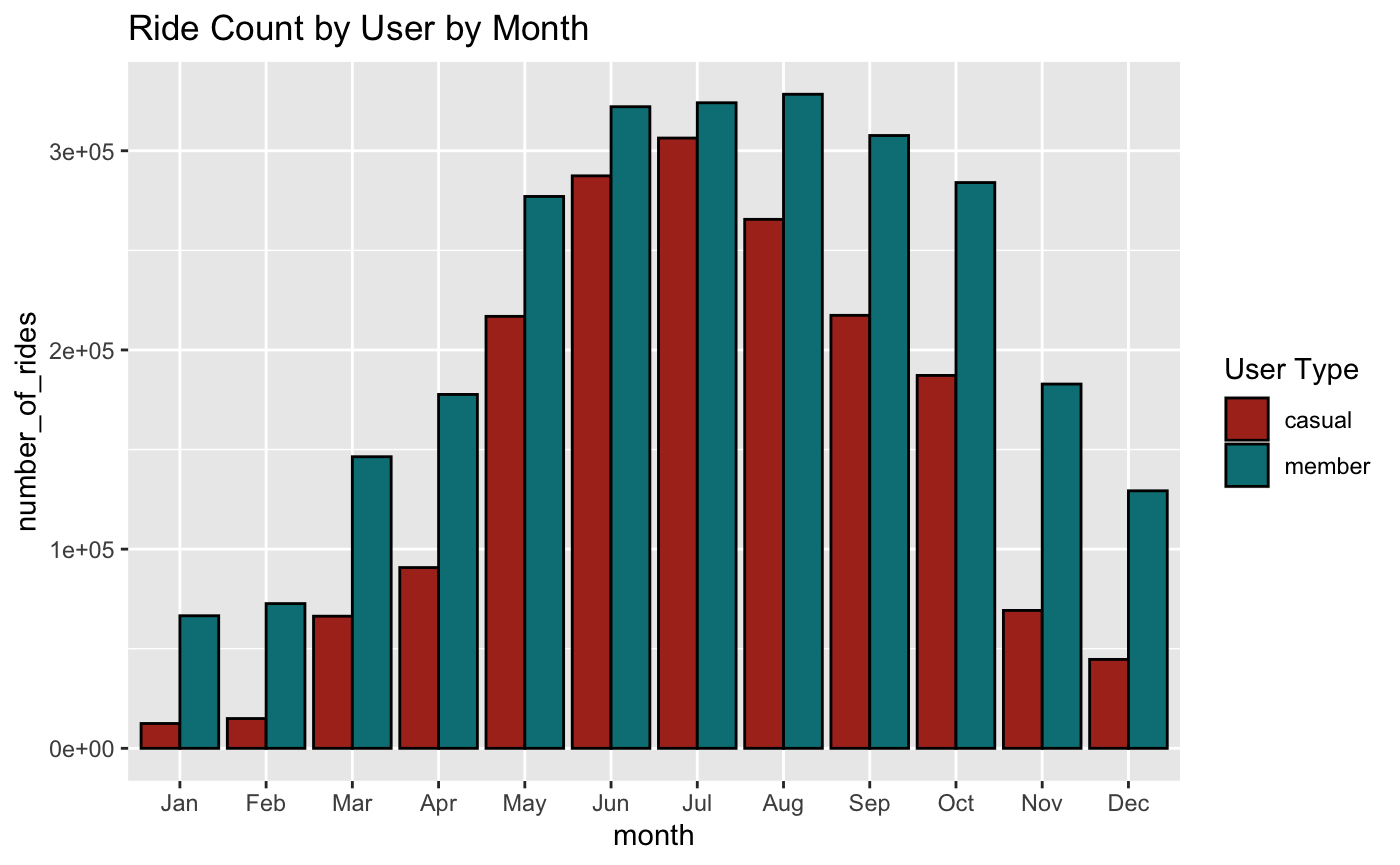 Ride Count by User by Month
number_of_rides
3e+05
2e+05
1e+05
0e+00
Jan Feb Mar Apr May Jun Jul Aug Sep Oct Nov Dec
month
User Type
casual
member